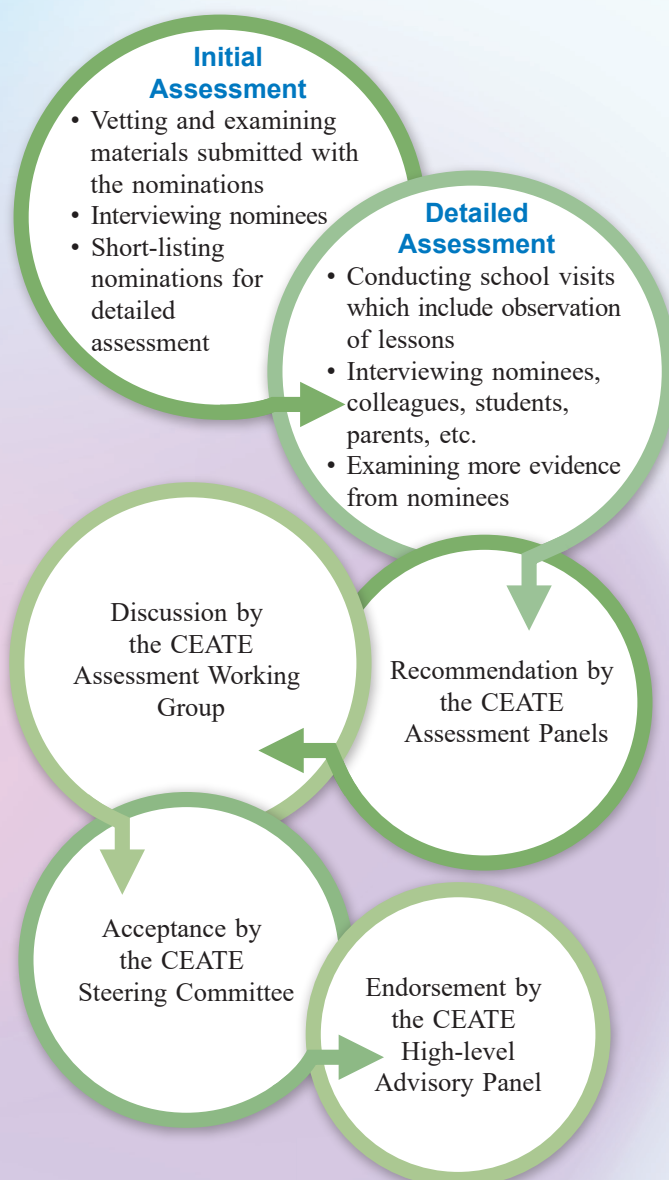 Initial
Assessment
• Vetting and examining
materials submitted with
the nominations
• Interviewing nominees
• Short-listing
nominations for
detailed
assessment
Detailed
Assessment
• Conducting school visits
which include observation
of lessons
• Interviewing nominees,
colleagues, students,
parents, etc.
• Examining more evidence
from nominees
Recommendation by
the CEATE
Assessment Panels
Discussion by
the CEATE
Assessment Working
Group
Acceptance by
the CEATE
Steering Committee
Endorsement by
the CEATE
High-level
Advisory Panel